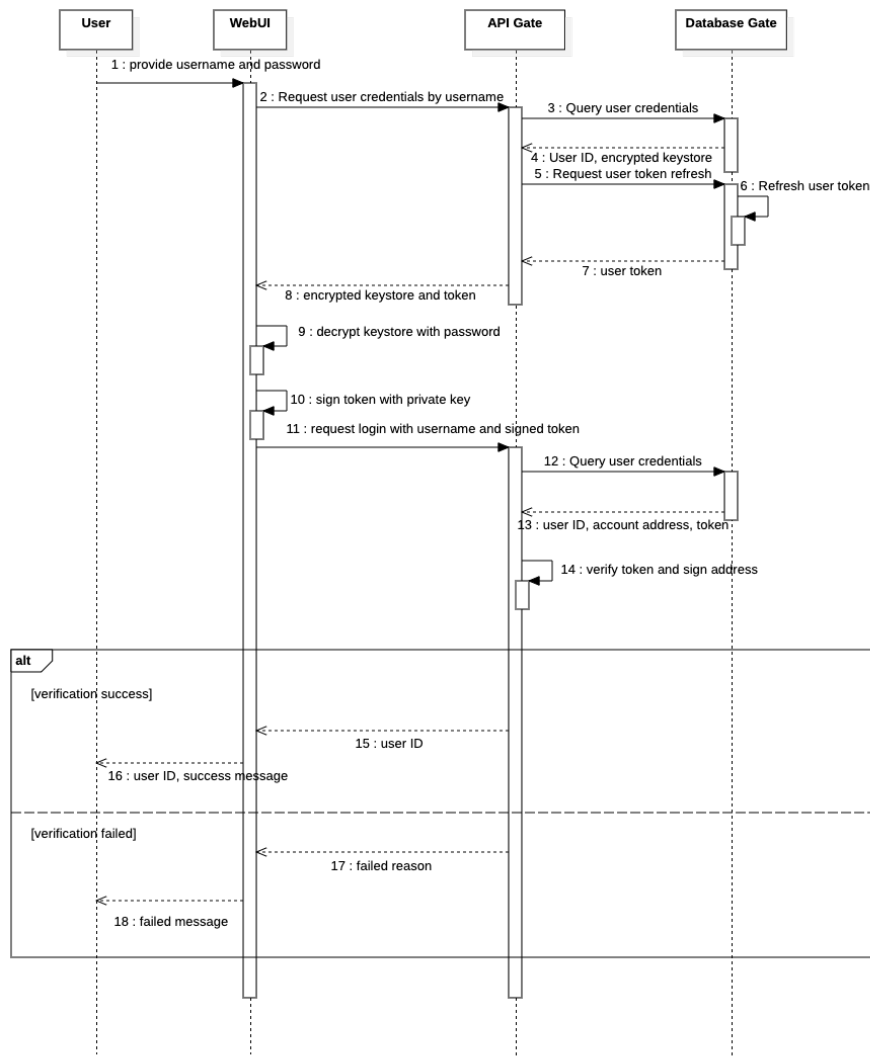 User
WebUI
API Gate
Database Gate
1 : provide username and password
2 : Request user credentials by username
3 : Query user credentials
4 : User ID, encrypted keystore
5 : Request user token refresh
6 : Refresh user token
7 : user token
8 : encrypted keystore and token
9 : decrypt keystore with password
10 : sign token with private key
11 : request login with username and signed token
12 : Query user credentials
13 : user ID, account address, token
14 : verify token and sign address
alt
[verification success]
15 : user ID
16 : user ID, success message
[verification failed]
17 : failed reason
18 : failed message